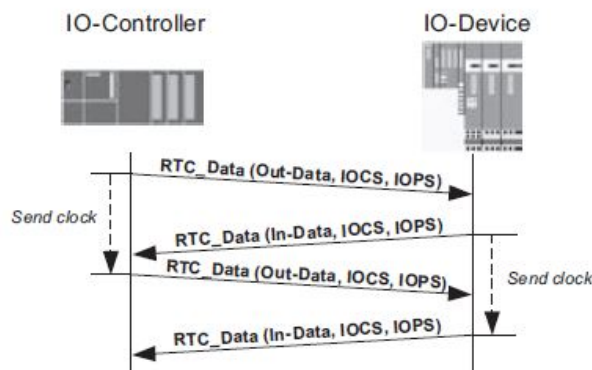 IO-Controller
IO-Device
RTC_Data (Out-Data, IOCS, IOPS)
Send clock
RTC_Data (In-Data, IOCS, IOPS)
RTC_Data (Out-Data, IOCS, IOPS)
Send clock
RTC_Data (In-Data, IOCS, IOPS)